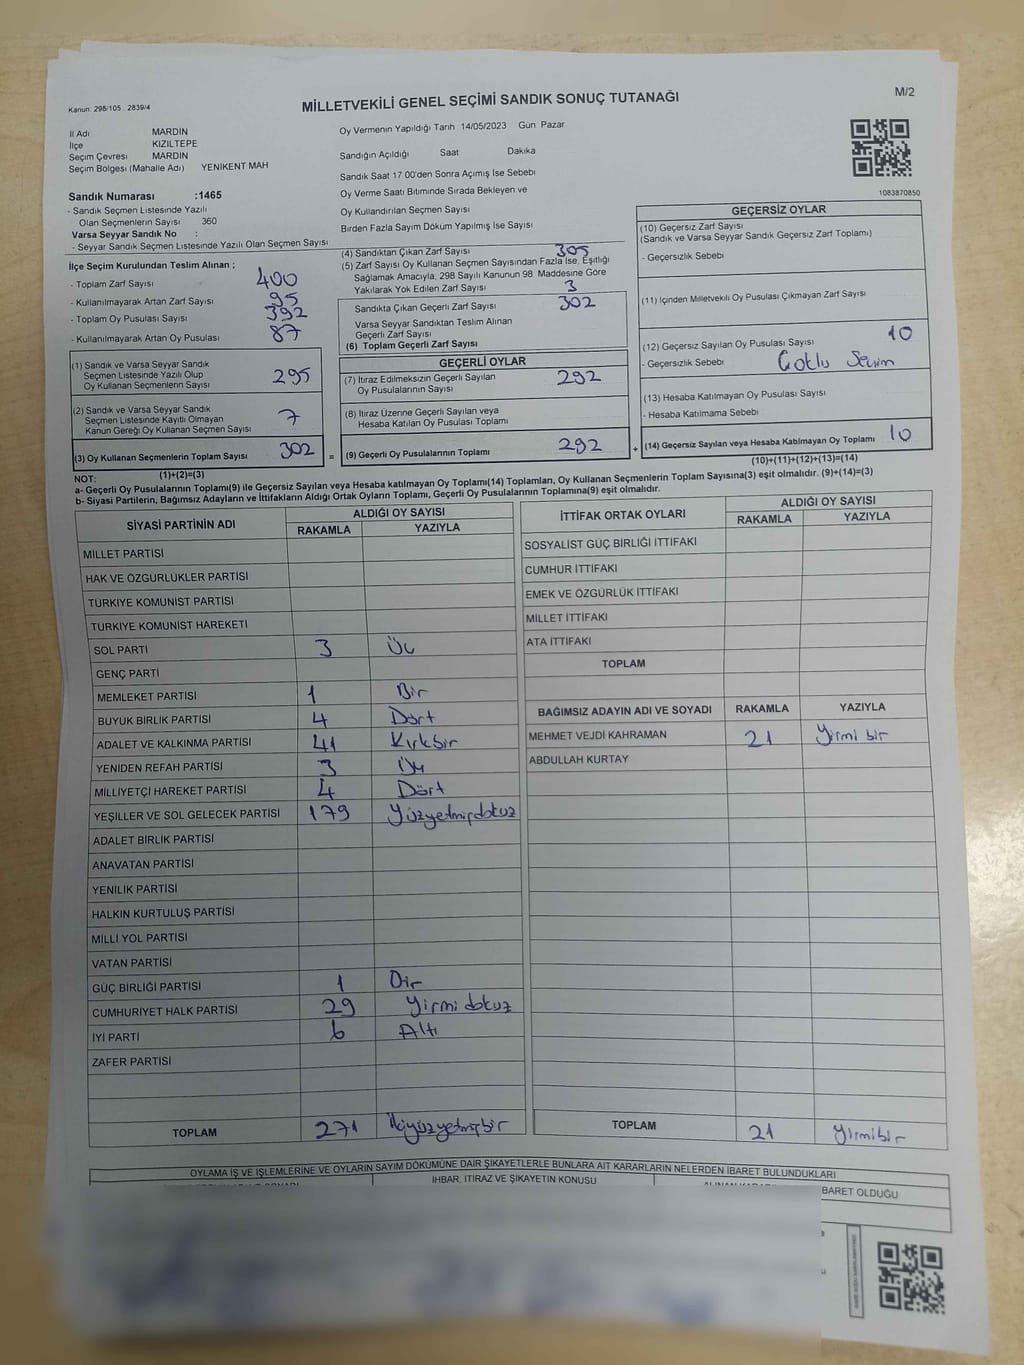 Kanun: 298/105 , 2839/4
MİLLETVEKİLİ GENEL SEÇİMİ SANDIK SONUÇ TUTANAĞI
M/2
İl Adı MARDİN
İlçe KIZILTEPE
Seçim Çevresi MARDİN
Seçim Bölgesi (Mahalle Adı) YENİKENT MAH
Sandık Numarası :1465
- Sandık Seçmen Listesinde Yazılı
Olan Seçmenlerin Sayısı 360
Varsa Seyyar Sandık No :
- Seyyar Sandık Seçmen Listesinde Yazılı Olan Seçmen Sayısı
Oy Vermenin Yapıldığı Tarih 14/05/2023 Gün Pazar
Sandığın Açıldığı Saat Dakika
Sandık Saat 17 00'den Sonra Açımış İse Sebebi
Oy Verme Saati Bitiminde Sırada Bekleyen ve
Oy Kullandırılan Seçmen Sayısı
Birden Fazla Sayım Döküm Yapılmış İse Sayısı
1083870850
İlçe Seçim Kurulundan Teslim Alınan ;
- Toplam Zarf Sayısı 400
- Kullanılmayarak Artan Zarf Sayısı 95
- Toplam Oy Pusulası Sayısı 392
- Kullanılmayarak Artan Oy Pusulası 87
(4) Sandıktan Çıkan Zarf Sayısı 305
(5) Zarf Sayısı Oy Kullanan Seçmen Sayısından Fazla İse, Eşitliği
Sağlamak Amacıyla, 298 Sayılı Kanunun 98 Maddesine Göre
Yakılarak Yok Edilen Zarf Sayısı 3
Sandıkta Çıkan Geçerli Zarf Sayısı 302
Varsa Seyyar Sandıktan Teslim Alınan
Geçerli Zarf Sayısı
(6) Toplam Geçerli Zarf Sayısı
GEÇERSİZ OYLAR
(10) Geçersiz Zarf Sayısı
(Sandık ve Varsa Seyyar Sandık Geçersiz Zarf Toplamı)
- Geçersizlik Sebebi
(11) İçinden Milletvekili Oy Pusulası Çıkmayan Zarf Sayısı
(12) Geçersiz Sayılan Oy Pusulası Sayısı 10
- Geçersizlik Sebebi Çoklu Seçim
(13) Hesaba Katılmayan Oy Pusulası Sayısı
- Hesaba Katılmama Sebebi
(14) Geçersiz Sayılan veya Hesaba Katılmayan Oy Toplamı 10
(10)+(11)+(12)+(13)=(14)
(1) Sandık ve Varsa Seyyar Sandık
Seçmen Listesinde Yazılı Olup
Oy Kullanan Seçmenlerin Sayısı 295
(2) Sandık ve Varsa Seyyar Sandık
Seçmen Listesinde Kayıtlı Olmayan
Kanun Gereği Oy Kullanan Seçmen Sayısı 7
(3) Oy Kullanan Seçmenlerin Toplam Sayısı 302 =
(1)+(2)=(3)
GEÇERLİ OYLAR
(7) İtiraz Edilmeksizin Geçerli Sayılan
Oy Pusulalarının Sayısı 292
(8) İtiraz Üzerine Geçerli Sayılan veya
Hesaba Katılan Oy Pusulası Toplamı
(9) Geçerli Oy Pusulalarının Toplamı 292 +
NOT:
a- Geçerli Oy Pusulalarının Toplamı(9) ile Geçersiz Sayılan veya Hesaba katılmayan Oy Toplamı(14) Toplamları, Oy Kullanan Seçmenlerin Toplam Sayısına(3) eşit olmalıdır. (9)+(14)=(3)
b- Siyasi Partilerin, Bağımsız Adayların ve İttifakların Aldığı Ortak Oyların Toplamı, Geçerli Oy Pusulalarının Toplamına(9) eşit olmalıdır.
SİYASİ PARTİNİN ADI ALDIĞI OY SAYISI
RAKAMLA YAZIYLA
MİLLET PARTİSİ
HAK VE ÖZGÜRLÜKLER PARTİSİ
TÜRKİYE KOMÜNİST PARTİSİ
TÜRKİYE KOMÜNİST HAREKETİ
SOL PARTİ 3 Üç
GENÇ PARTİ
MEMLEKET PARTİSİ 1 Bir
BÜYÜK BİRLİK PARTİSİ 4 Dört
ADALET VE KALKINMA PARTİSİ 41 Kırkbir
YENİDEN REFAH PARTİSİ 3 Üç
MİLLİYETÇİ HAREKET PARTİSİ 4 Dört
YEŞİLLER VE SOL GELECEK PARTİSİ 179 Yüzyetmişdokuz
ADALET BİRLİK PARTİSİ
ANAVATAN PARTİSİ
YENİLİK PARTİSİ
HALKIN KURTULUŞ PARTİSİ
MİLLİ YOL PARTİSİ
VATAN PARTİSİ
GÜÇ BİRLİĞİ PARTİSİ 1 Bir
CUMHURİYET HALK PARTİSİ 29 Yirmi dokuz
İYİ PARTİ 6 Altı
ZAFER PARTİSİ
TOPLAM 271 İkiyüzyetmişbir
İTTİFAK ORTAK OYLARI ALDIĞI OY SAYISI
RAKAMLA YAZIYLA
SOSYALİST GÜÇ BİRLİĞİ İTTİFAKI
CUMHUR İTTİFAKI
EMEK VE ÖZGÜRLÜK İTTİFAKI
MİLLET İTTİFAKI
ATA İTTİFAKI
TOPLAM
BAĞIMSIZ ADAYIN ADI VE SOYADI RAKAMLA YAZIYLA
MEHMET VEJDİ KAHRAMAN 21 Yirmi bir
ABDULLAH KURTAY
TOPLAM 21 Yirmibir
OYLAMA İŞ VE İŞLEMLERİNE VE OYLARIN SAYIM DÖKÜMÜNE DAİR ŞİKAYETLERLE BUNLARA AİT KARARLARIN NELERDEN İBARET BULUNDUKLARI
İHBAR, İTİRAZ VE ŞİKAYETİN KONUSU
BARET OLDUĞU